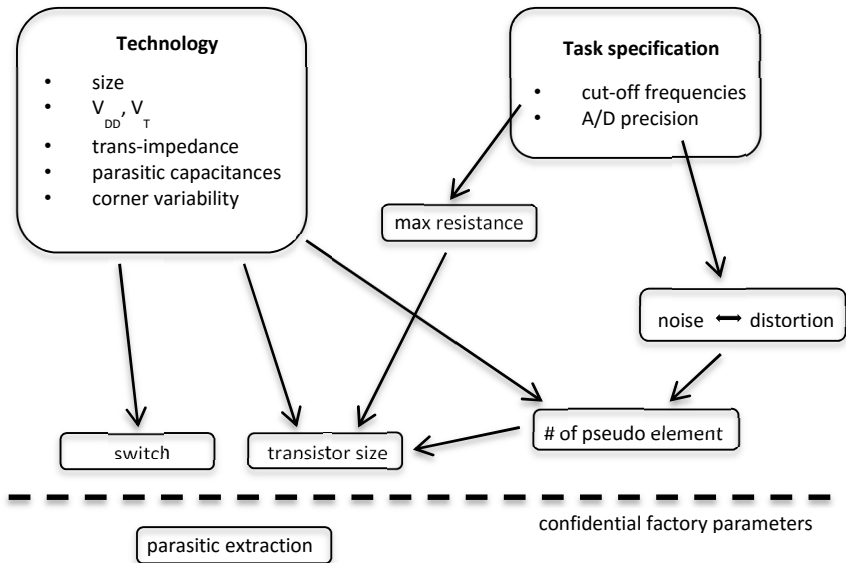 Technology
• size
• V_DD, V_T
• trans-impedance
• parasitic capacitances
• corner variability
Task specification
• cut-off frequencies
• A/D precision
max resistance
noise ⬌ distortion
switch
transistor size
# of pseudo element
confidential factory parameters
parasitic extraction